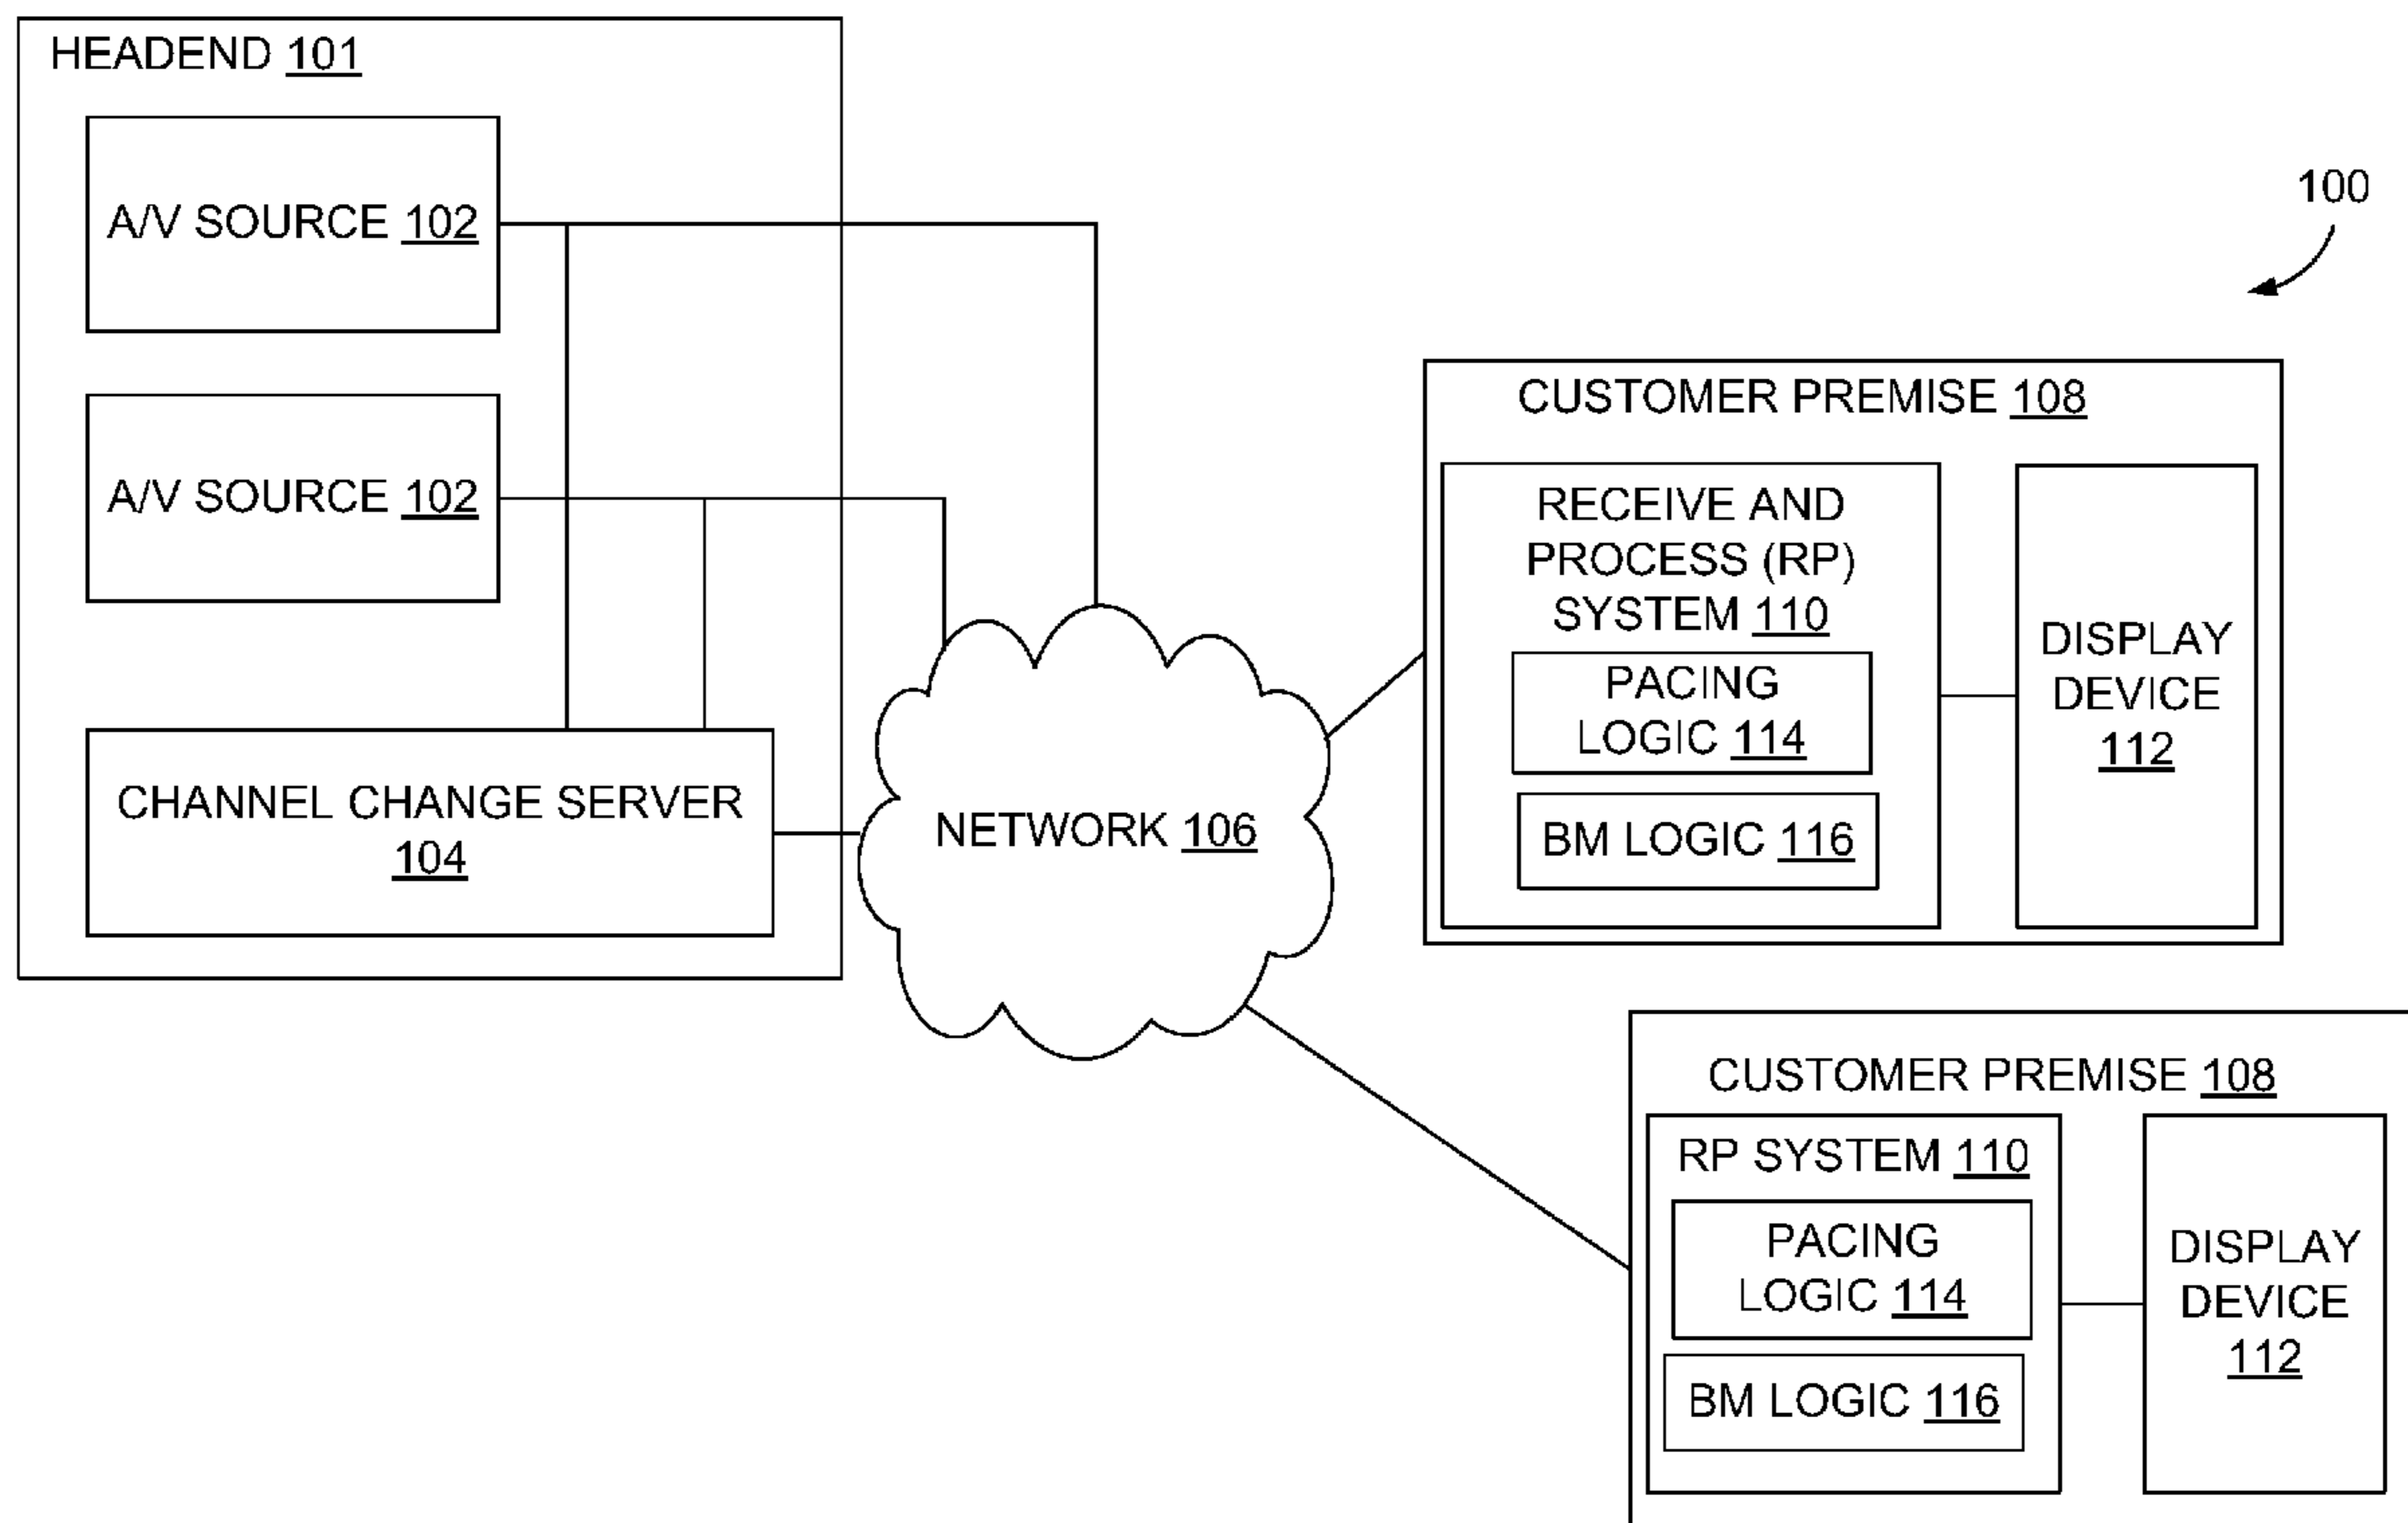 HEADEND 101
A/V SOURCE 102
A/V SOURCE 102
CHANNEL CHANGE SERVER
104
NETWORK 106
100
CUSTOMER PREMISE 108
RECEIVE AND
PROCESS (RP)
SYSTEM 110
PACING
LOGIC 114
BM LOGIC 116
DISPLAY
DEVICE
112
CUSTOMER PREMISE 108
RP SYSTEM 110
PACING
LOGIC 114
BM LOGIC 116
DISPLAY
DEVICE
112